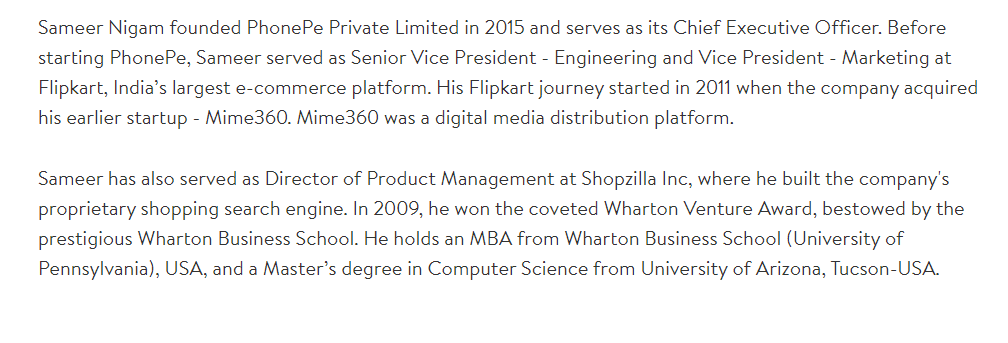 Sameer Nigam founded PhonePe Private Limited in 2015 and serves as its Chief Executive Officer. Before
starting PhonePe, Sameer served as Senior Vice President - Engineering and Vice President - Marketing at
Flipkart, India’s largest e-commerce platform. His Flipkart journey started in 2011 when the company acquired
his earlier startup - Mime360. Mime360 was a digital media distribution platform.
Sameer has also served as Director of Product Management at Shopzilla Inc, where he built the company's
proprietary shopping search engine. In 2009, he won the coveted Wharton Venture Award, bestowed by the
prestigious Wharton Business School. He holds an MBA from Wharton Business School (University of
Pennsylvania), USA, and a Master’s degree in Computer Science from University of Arizona, Tucson-USA.